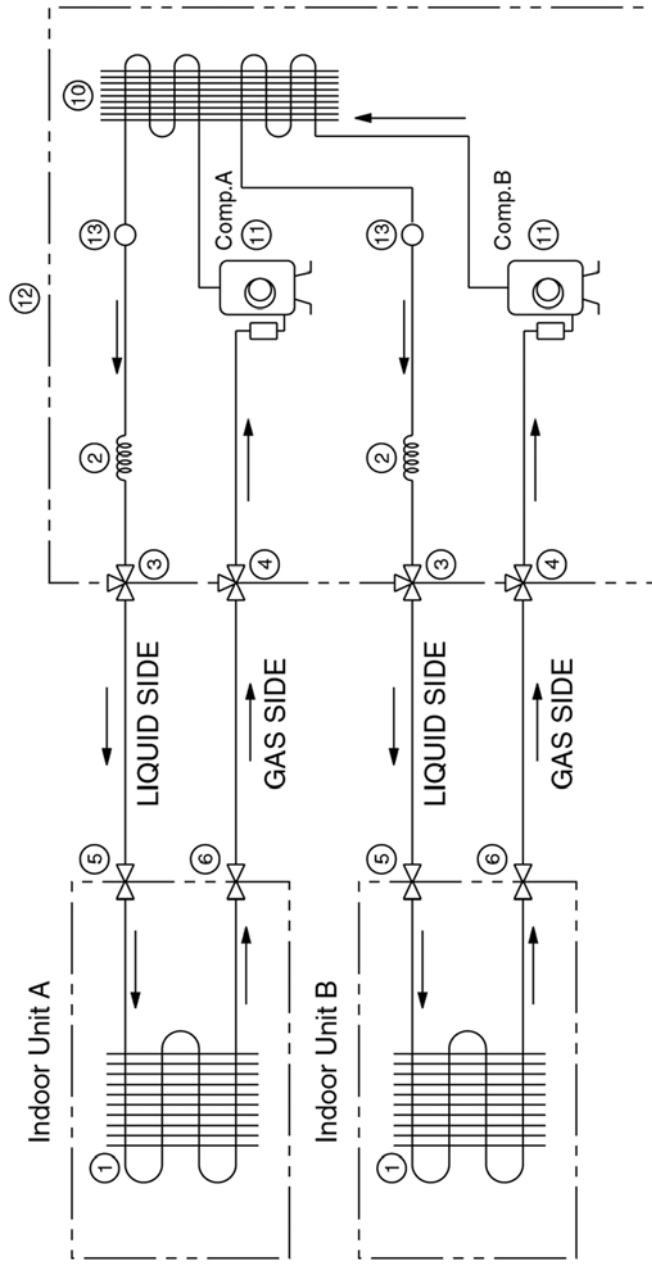 Indoor Unit A
1
5
LIQUID SIDE
3
2
12
13
10
6
GAS SIDE
4
Comp.A
11
Indoor Unit B
1
5
LIQUID SIDE
3
2
13
6
GAS SIDE
4
Comp.B
11